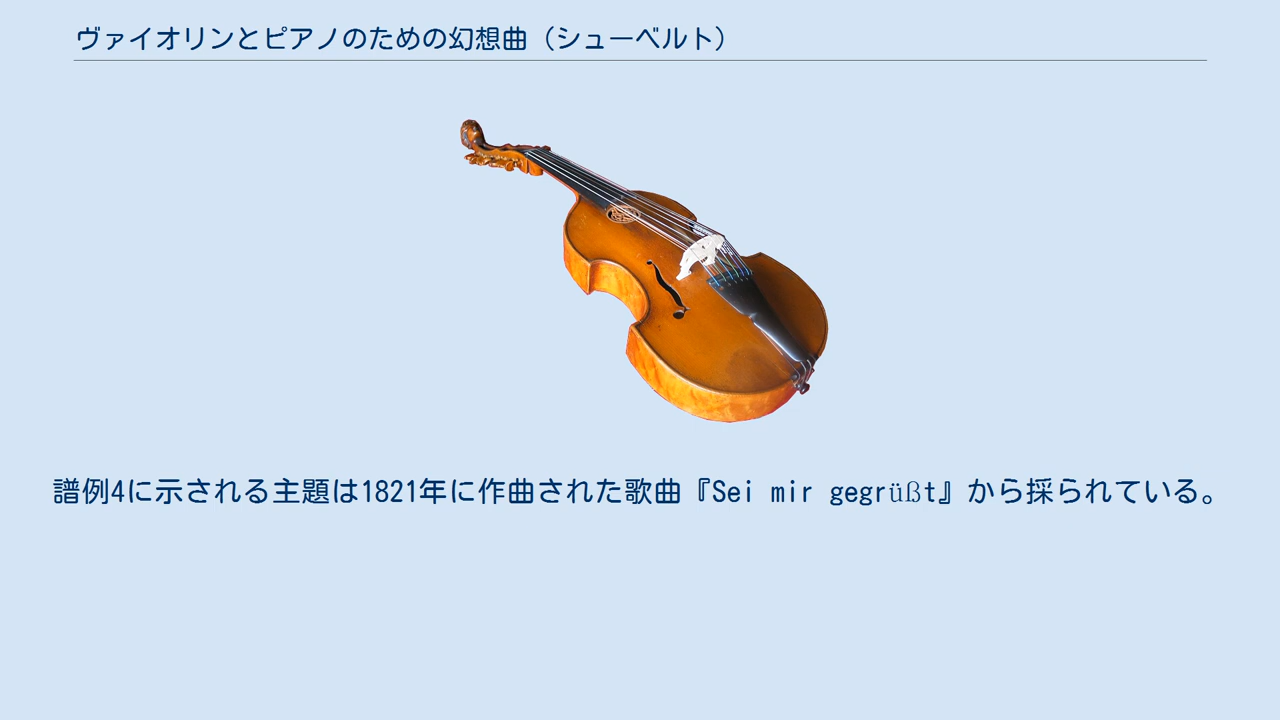 ヴァイオリンとピアノのための幻想曲（シューベルト）
譜例4に示される主題は1821年に作曲された歌曲『Sei mir gegrüßt』から採られている。